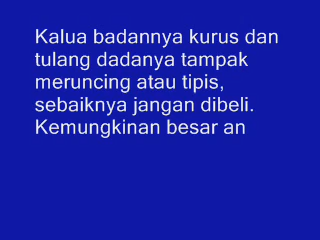 Kalua badannya kurus dan
tulang dadanya tampak
meruncing atau tipis,
sebaiknya jangan dibeli.
Kemungkinan besar an